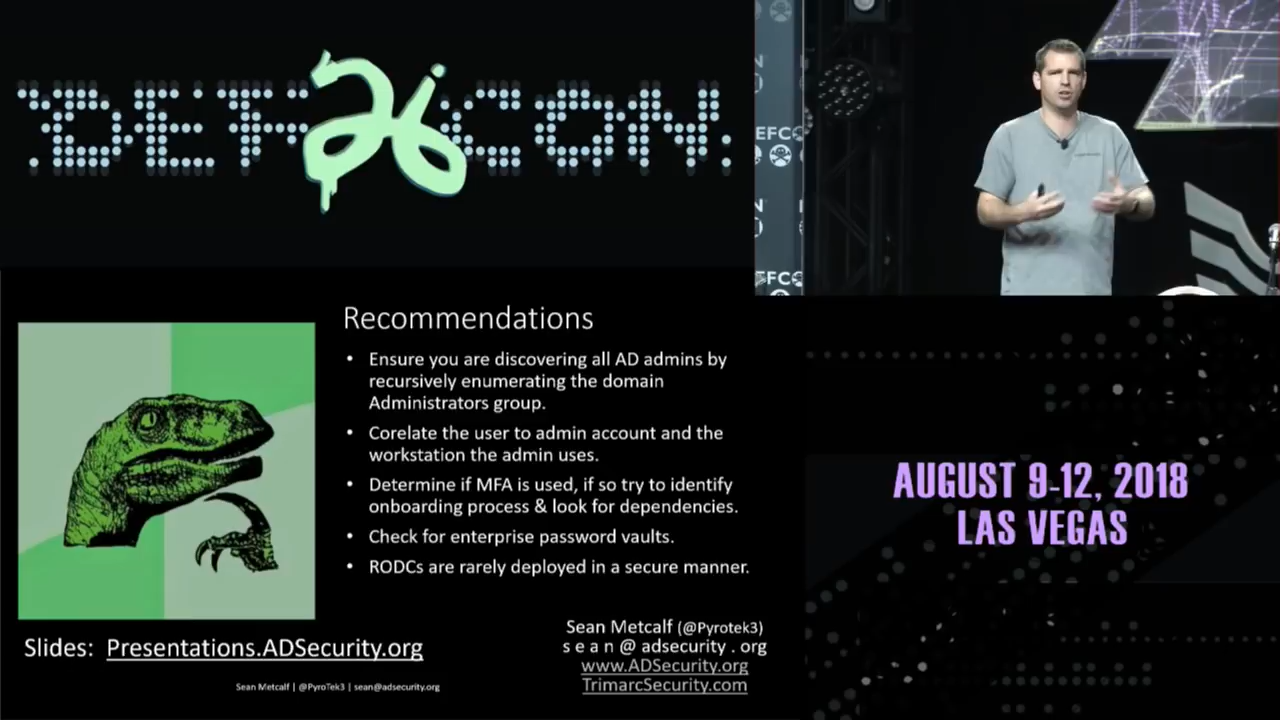 DEF 26 CON
EFC
N
EFC
Recommendations
• Ensure you are discovering all AD admins by
recursively enumerating the domain
Administrators group.
• Corelate the user to admin account and the
workstation the admin uses.
• Determine if MFA is used, if so try to identify
onboarding process & look for dependencies.
• Check for enterprise password vaults.
• RODCs are rarely deployed in a secure manner.
AUGUST 9-12, 2018
LAS VEGAS
Sean Metcalf (@Pyrotek3)
s e a n @ adsecurity . org
www.ADSecurity.org
TrimarcSecurity.com
Slides: Presentations.ADSecurity.org
Sean Metcalf | @PyroTek3 | sean@adsecurity.org